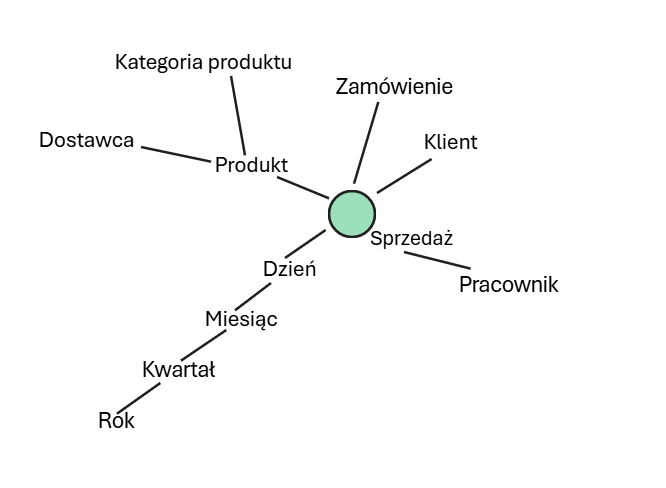 Kategoria produktu
Zamówienie
Dostawca
Klient
Produkt
Sprzedaż
Dzień
Pracownik
Miesiąc
Kwartał
Rok